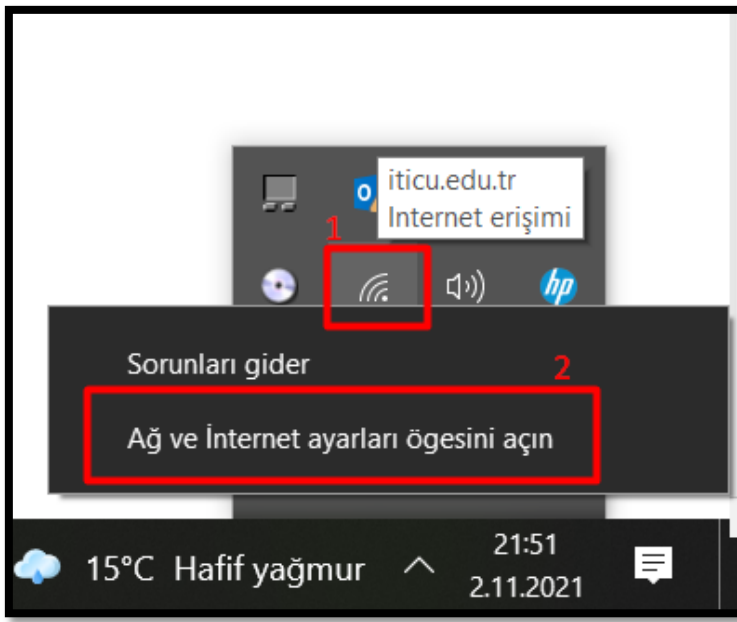 iticu.edu.tr
Internet erişimi
1
hp
Sorunları gider
2
Ağ ve İnternet ayarları ögesini açın
15°C Hafif yağmur
21:51
2.11.2021